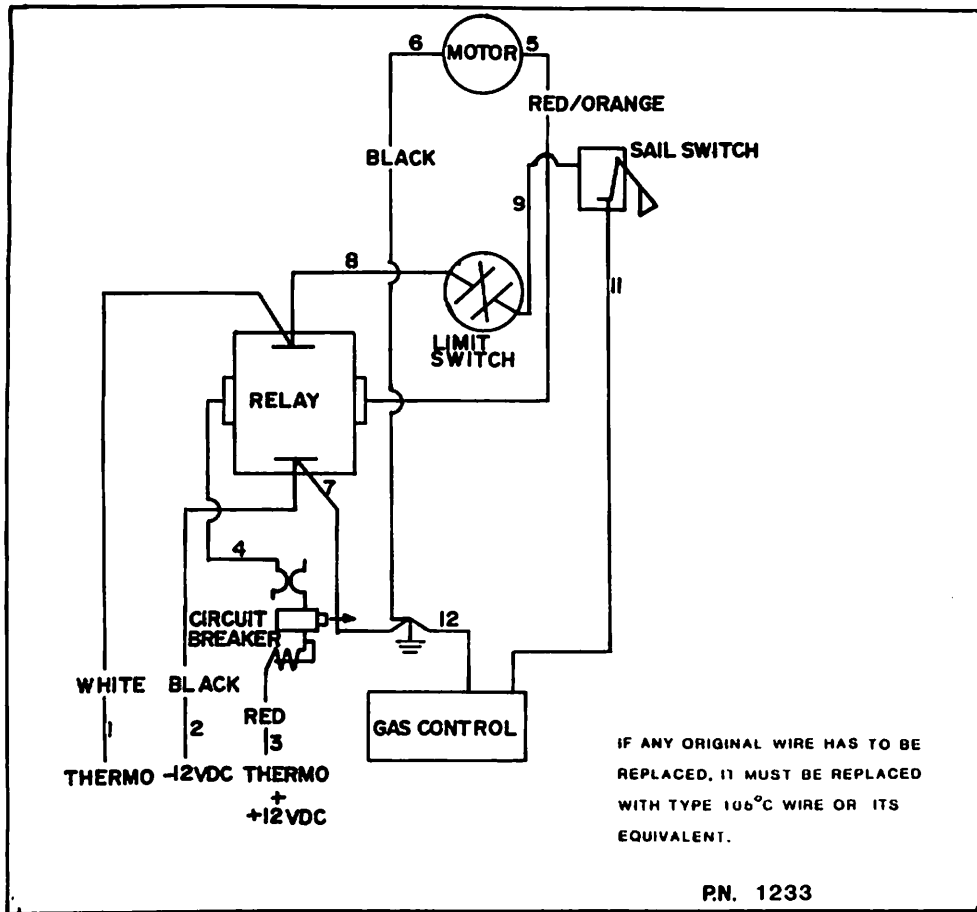 6
MOTOR
5
RED/ORANGE
BLACK
SAIL SWITCH
9
8
11
LIMIT
SWITCH
RELAY
7
4
CIRCUIT
BREAKER
12
WHITE
BLACK
RED
1
2
3
GAS CONTROL
THERMO
-12VDC
THERMO
+
+12VDC
IF ANY ORIGINAL WIRE HAS TO BE
REPLACED, IT MUST BE REPLACED
WITH TYPE 105°C WIRE OR ITS
EQUIVALENT.
P.N. 1233